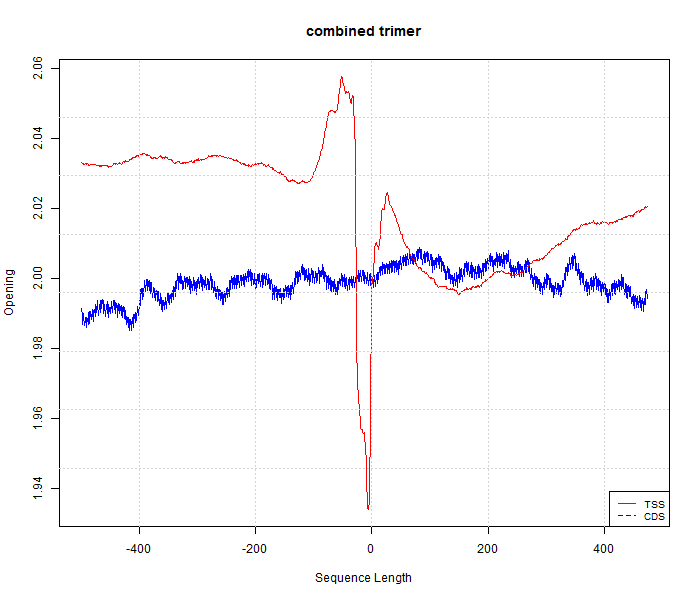 combined trimer
Opening
2.06
2.04
2.02
2.00
1.98
1.96
1.94
-400
-200
0
200
400
Sequence Length
TSS
CDS